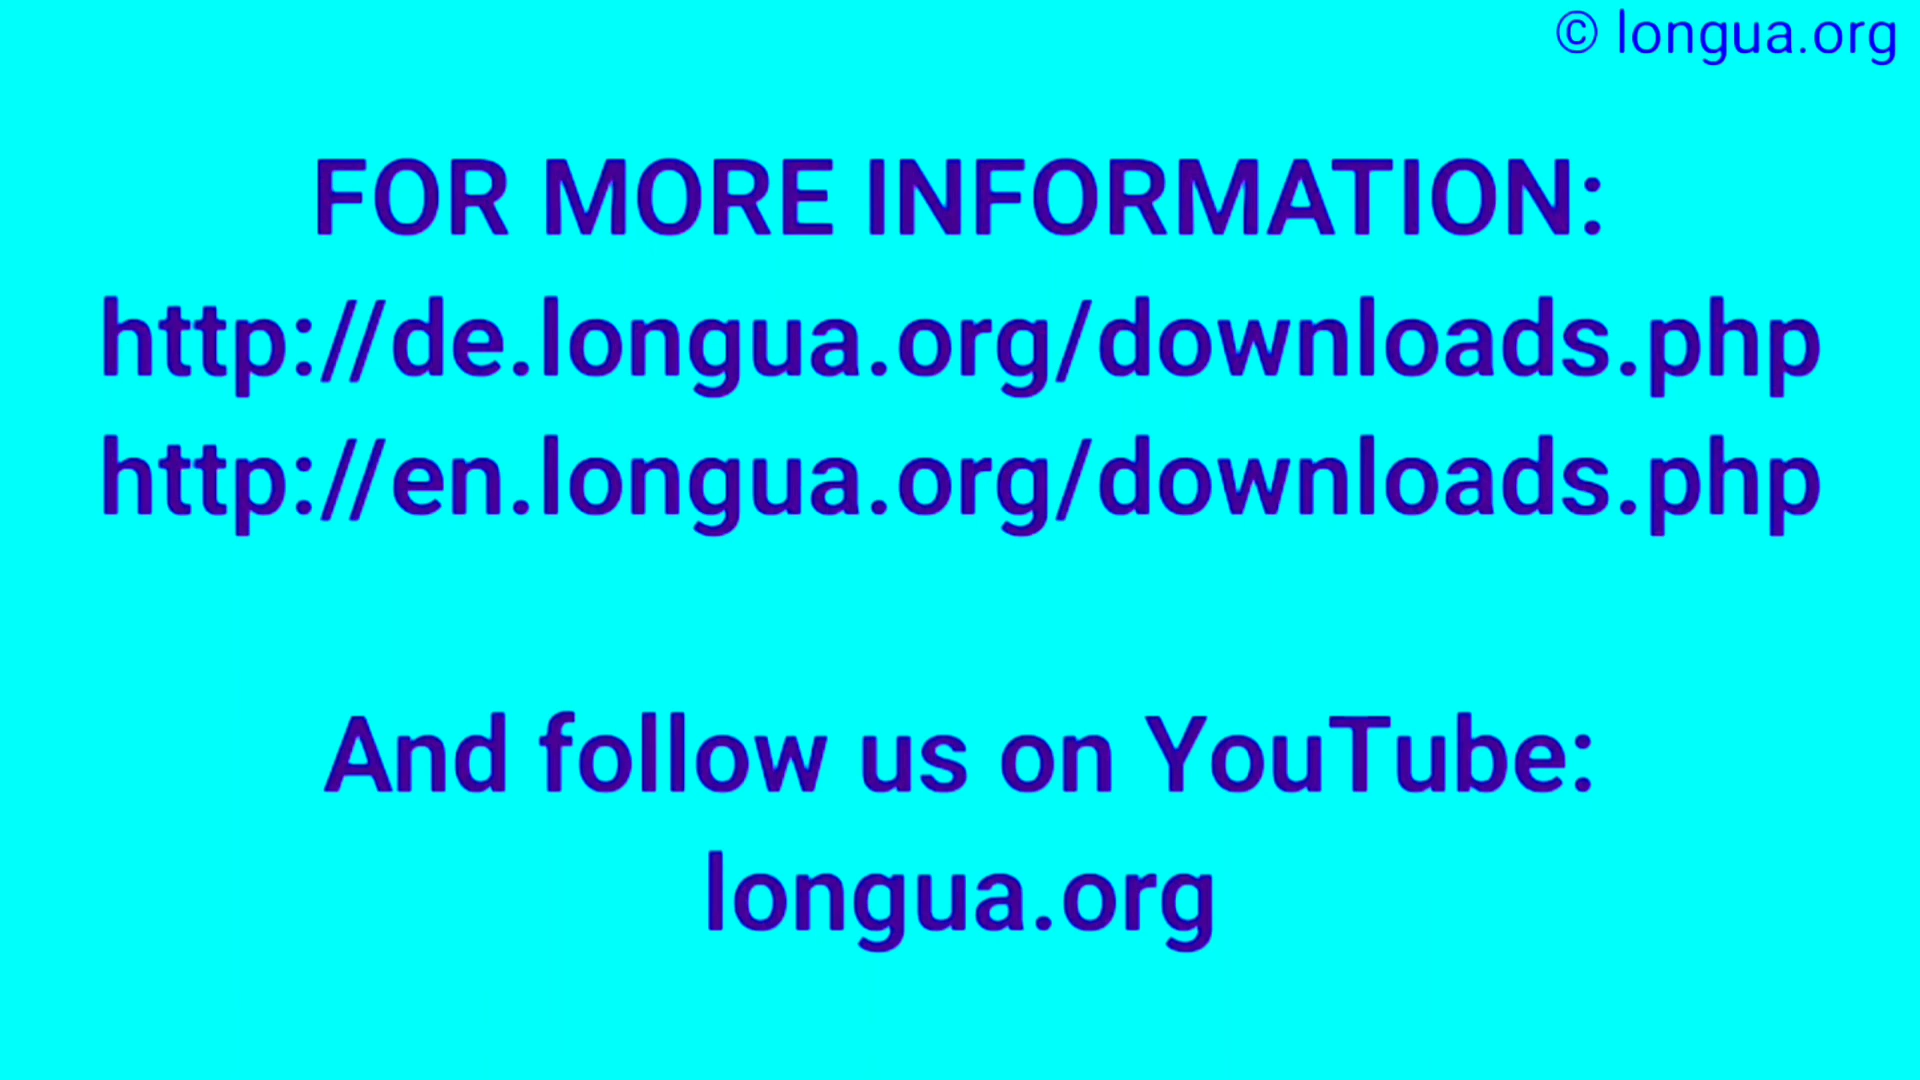 © longua.org
FOR MORE INFORMATION:
http://de.longua.org/downloads.php
http://en.longua.org/downloads.php
And follow us on YouTube:
longua.org